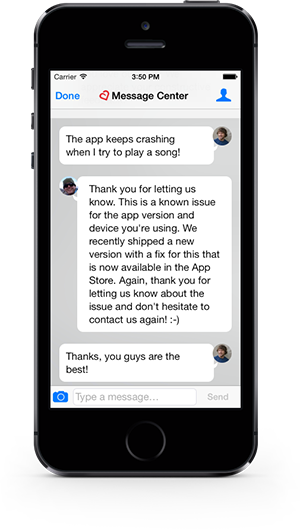 Carrier 3:50 PM
Done Message Center
The app keeps crashing
when I try to play a song!
Thank you for letting us
know. This is a known issue
for the app version and
device you're using. We
recently shipped a new
version with a fix for this that
is now available in the App
Store. Again, thank you for
letting us know about the
issue and don't hesitate to
contact us again! :-)
Thanks, you guys are the
best!
Type a message... Send